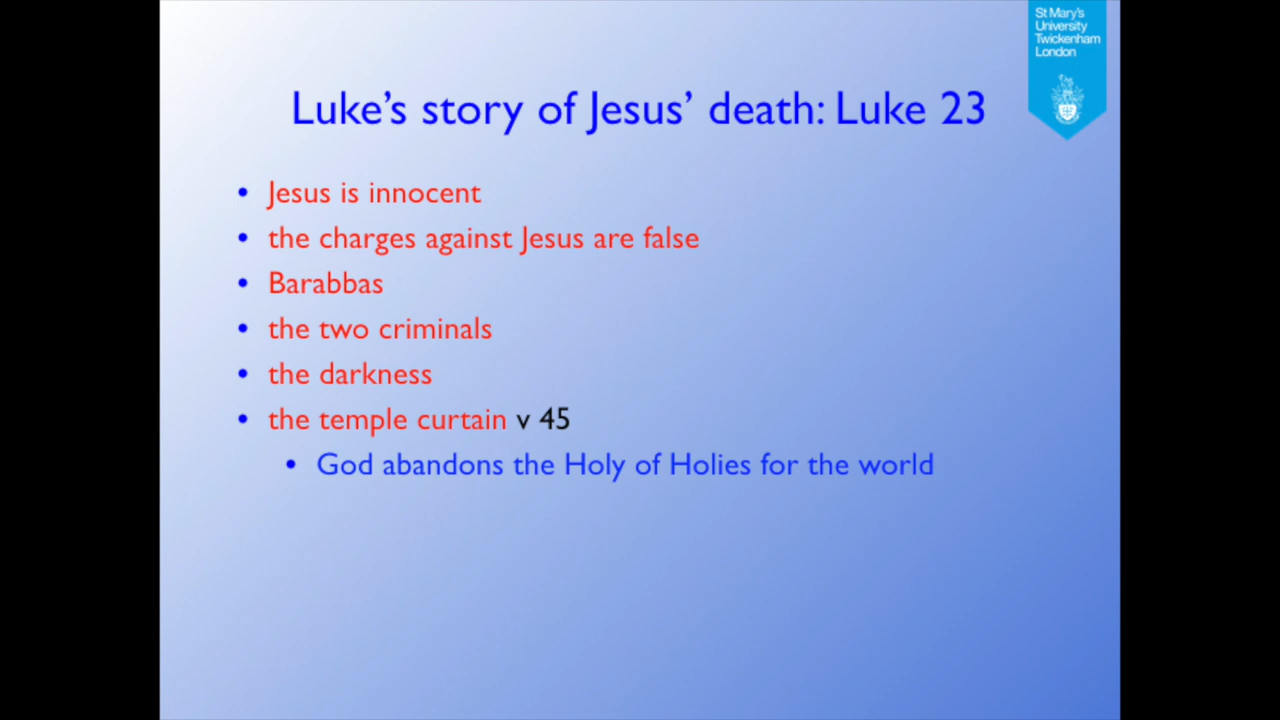 St Mary's
University
Twickenham
London
Luke’s story of Jesus’ death: Luke 23
• Jesus is innocent
• the charges against Jesus are false
• Barabbas
• the two criminals
• the darkness
• the temple curtain v 45
• God abandons the Holy of Holies for the world